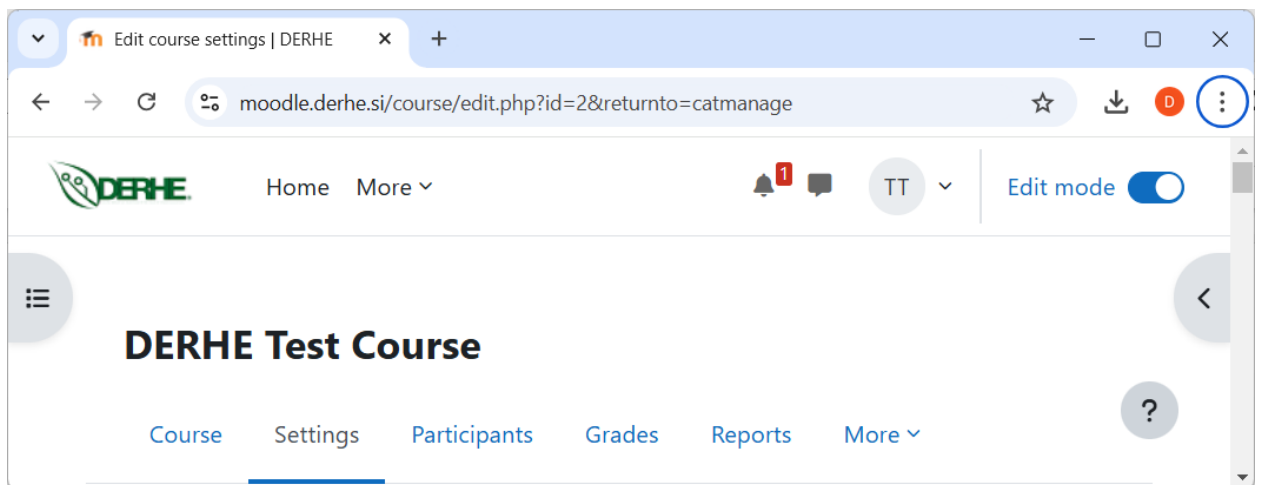 Edit course settings | DERHE
moodle.derhe.si/course/edit.php?id=2&returnto=catmanage
D
DERHE.
Home More
1
TT
Edit mode
DERHE Test Course
?
Course Settings Participants Grades Reports More